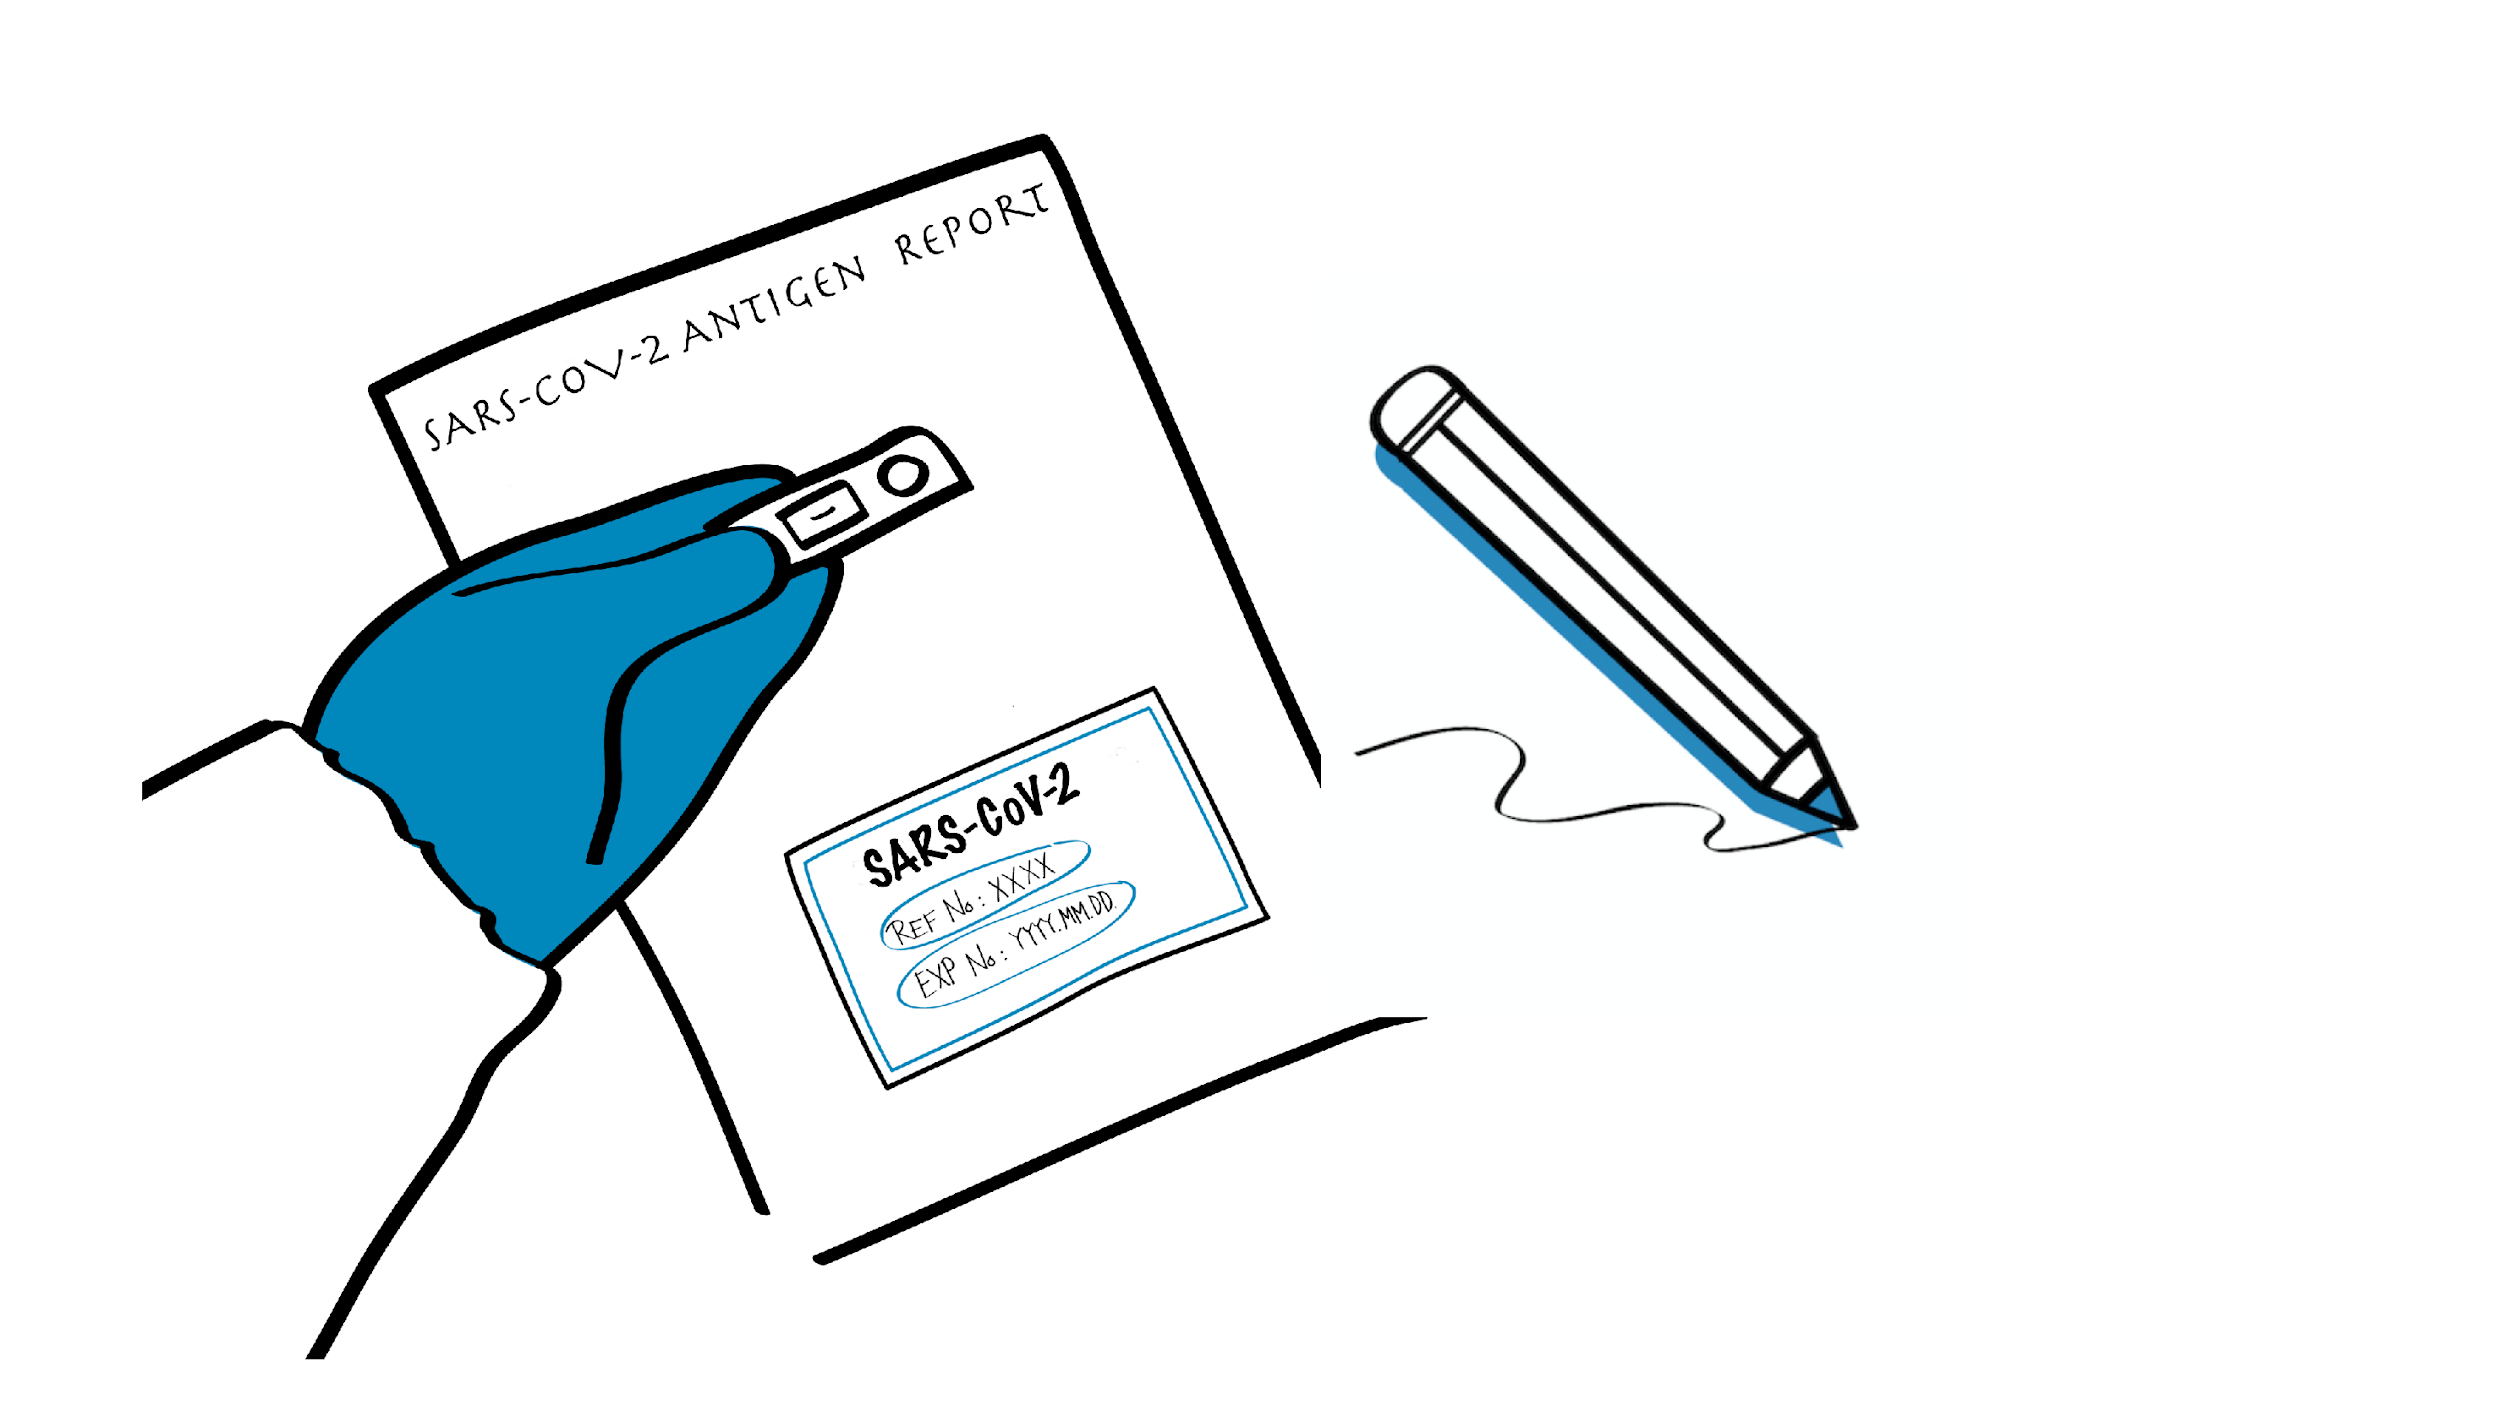 SARS-COV-2 ANTIGEN REPORT
SARS-CoV-2
REF No: XXXX
EXP No: YYYY.MM.DD.